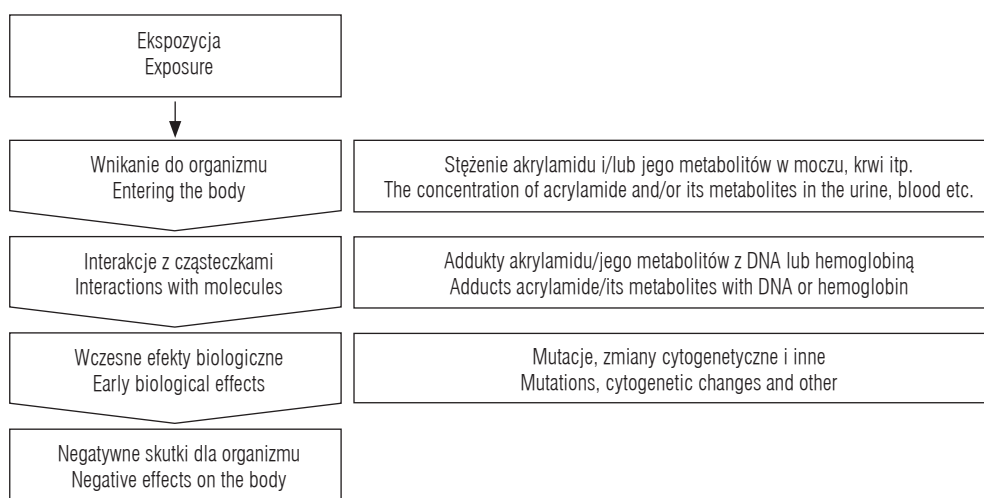 Ekspozycja
Exposure
Wnikanie do organizmu
Entering the body
Stężenie akrylamidu i/lub jego metabolitów w moczu, krwi itp.
The concentration of acrylamide and/or its metabolites in the urine, blood etc.
Interakcje z cząsteczkami
Interactions with molecules
Addukty akrylamidu/jego metabolitów z DNA lub hemoglobiną
Adducts acrylamide/its metabolites with DNA or hemoglobin
Wczesne efekty biologiczne
Early biological effects
Mutacje, zmiany cytogenetyczne i inne
Mutations, cytogenetic changes and other
Negatywne skutki dla organizmu
Negative effects on the body